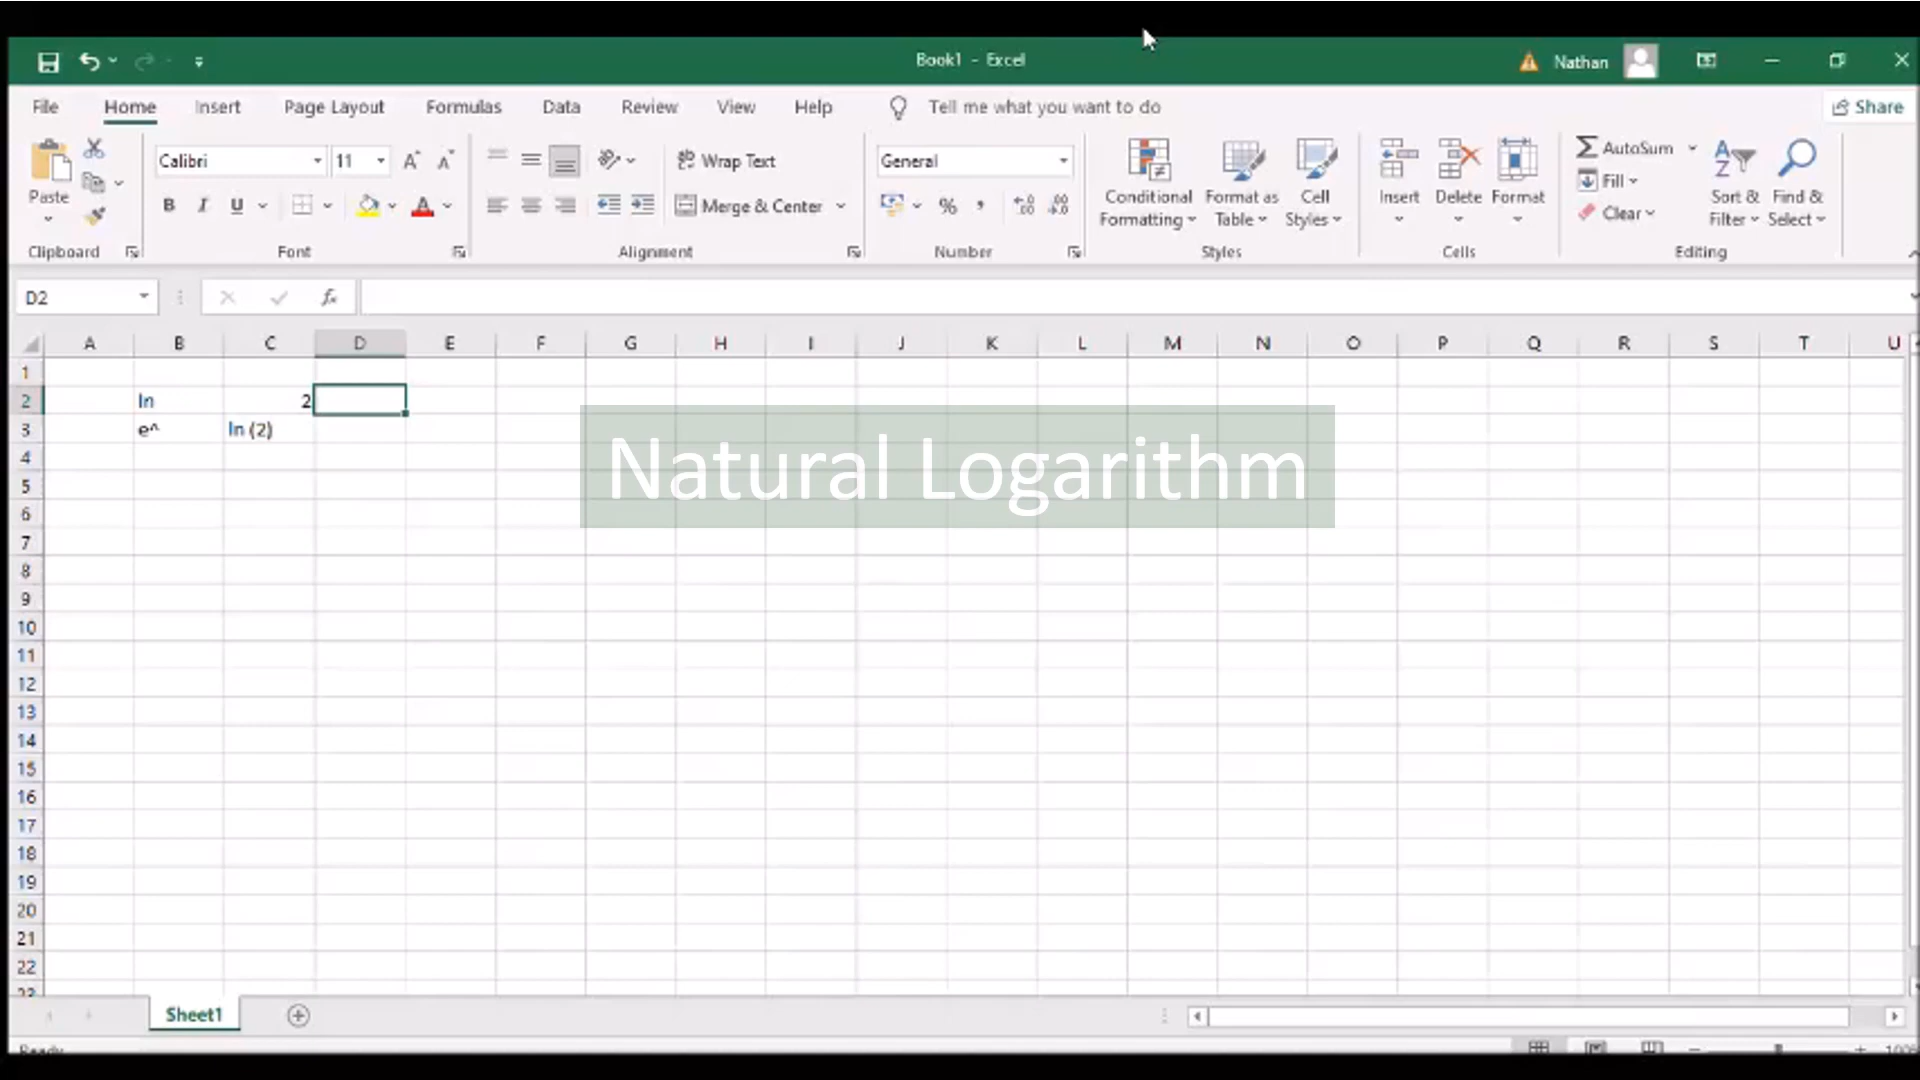 Book1 - Excel
Nathan
File Home Insert Page Layout Formulas Data Review View Help Tell me what you want to do Share
Calibri 11 Wrap Text General AutoSum
Paste Conditional Formatting Format as Table Cell Styles Insert Delete Format Fill Sort & Filter Find & Select
B I U Merge & Center % , Clear
Clipboard Font Alignment Number Styles Cells Editing
D2 fx
A B C D E F G H I J K L M N O P Q R S T U
1
2 ln 2
3 e^ ln (2)
Natural Logarithm
4
5
6
7
8
9
10
11
12
13
14
15
16
17
18
19
20
21
22
23
Sheet1
Ready 100%